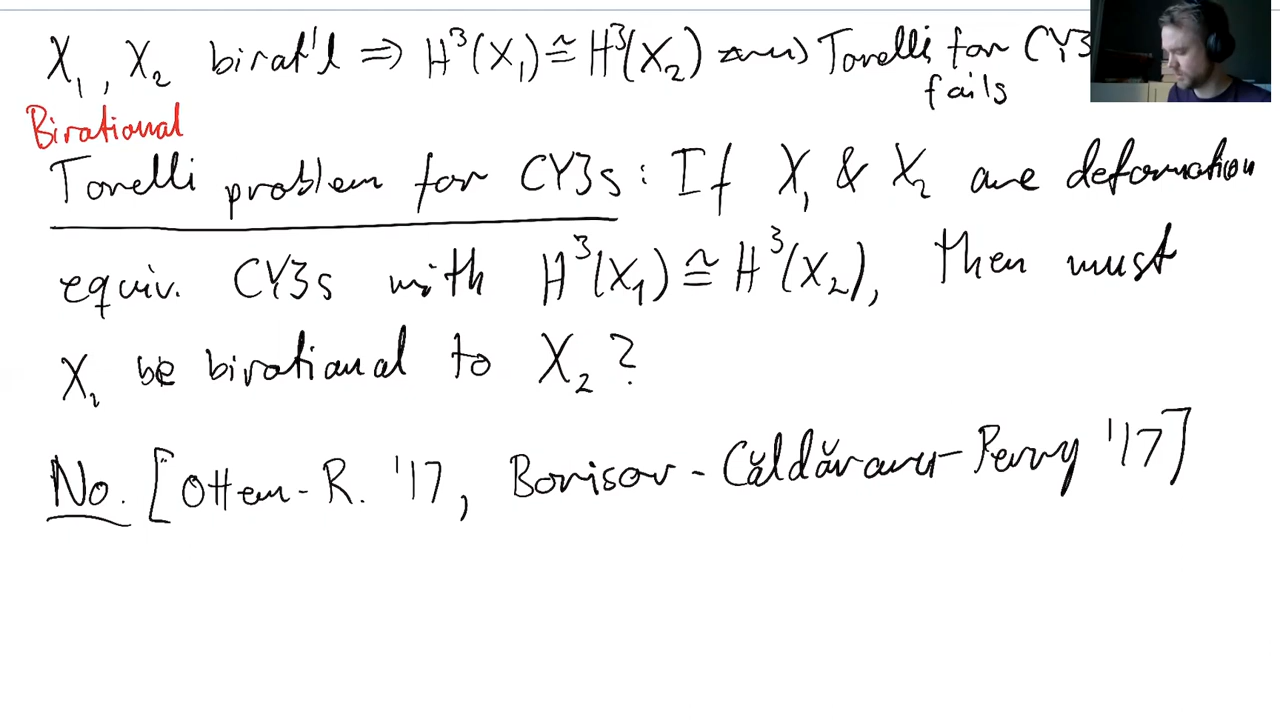 X₁, X₂ birat'l ⇒ H³(X₁) ≅ H³(X₂) ⟿ Torelli for CY3
fails
Birational
Torelli problem for CY3s : If X₁ & X₂ are deformation
equiv. CY3s with H³(X₁) ≅ H³(X₂), then must
X₁ be birational to X₂ ?
No. [Ottem-R. '17, Borisov-Căldăraru-Perry '17]